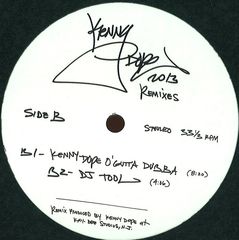 KENNY
DOPE
2013
REMIXES
SIDE B
STEREO 33⅓ RPM
B1- KENNY DOPE O'GUTTA DUBBA (8:20)
B2- DJ TOOL (4:16)
REMIX PRODUCED BY KENNY DOPE at
KAY-DEE STUDIOS, N.J.